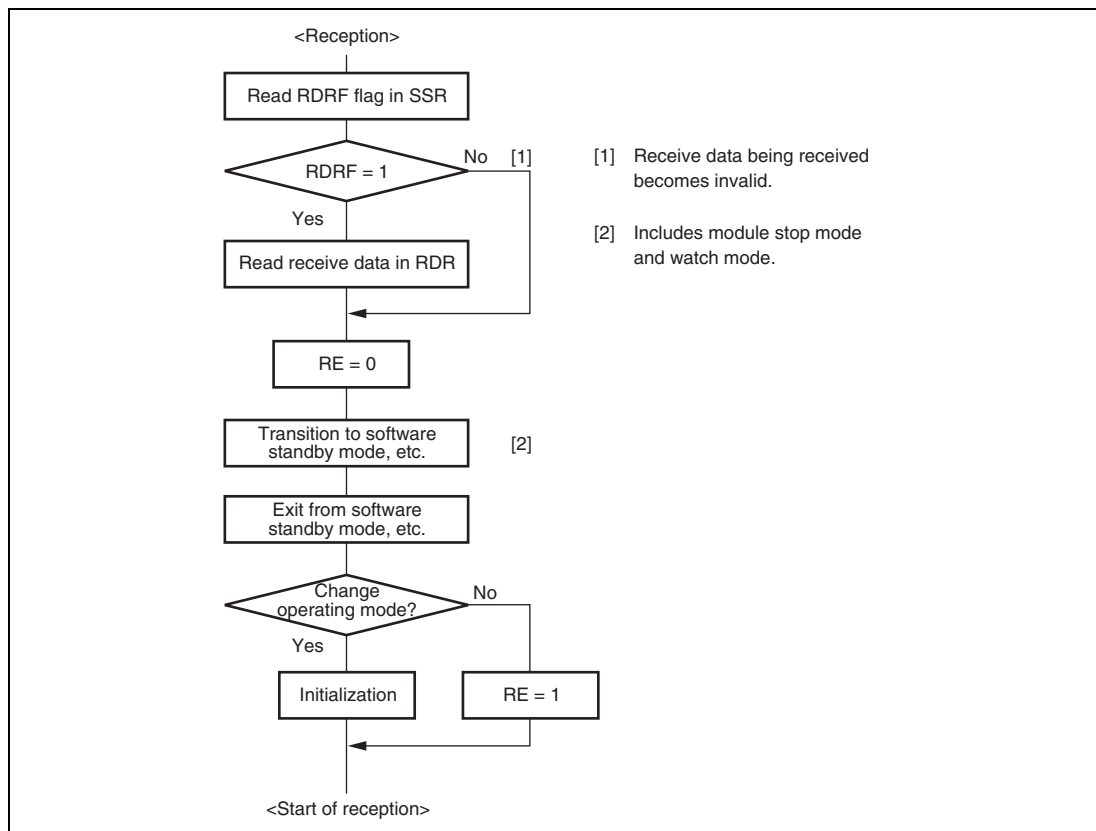 <Reception>
Read RDRF flag in SSR
RDRF = 1
No [1]
Yes
Read receive data in RDR
RE = 0
Transition to software
standby mode, etc.
[2]
Exit from software
standby mode, etc.
Change
operating mode?
No
Yes
Initialization
RE = 1
<Start of reception>
[1] Receive data being received
becomes invalid.
[2] Includes module stop mode
and watch mode.